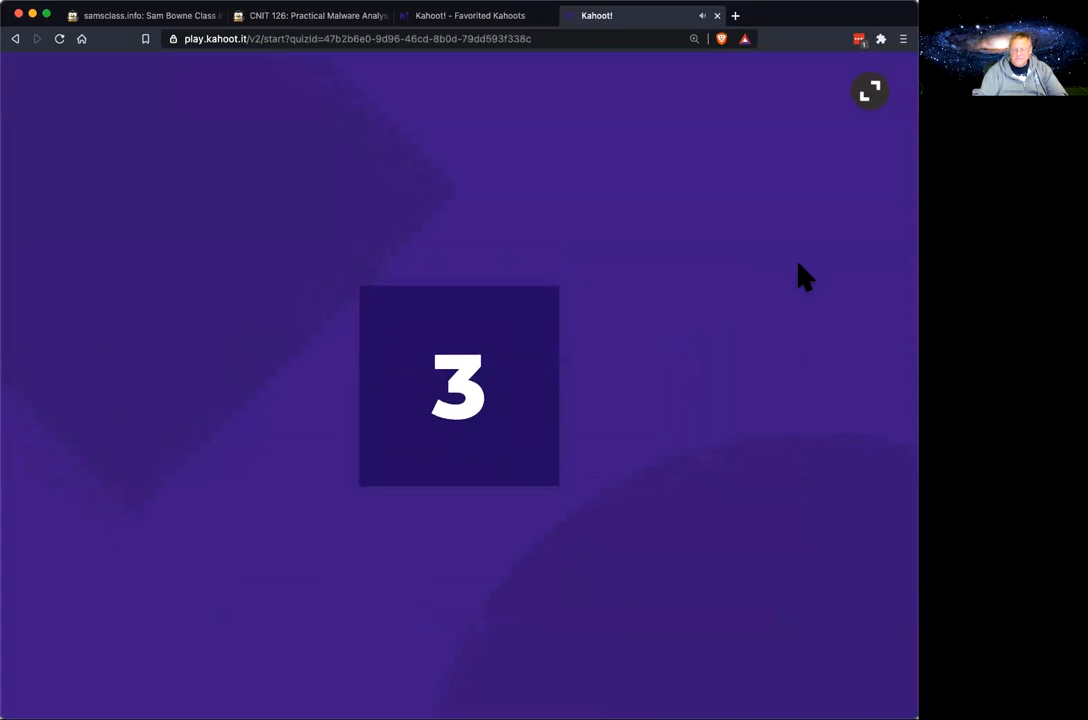 samsclass.info: Sam Bowne Class I
CNIT 126: Practical Malware Analys
Kahoot! - Favorited Kahoots
Kahoot!
play.kahoot.it/v2/start?quizId=47b2b6e0-9d96-46cd-8b0d-79dd593f338c
1
3